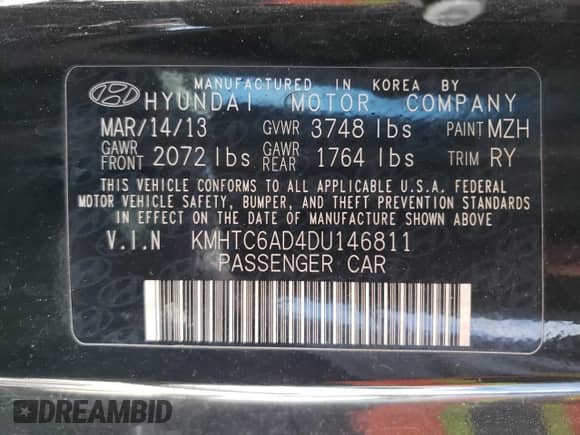 MANUFACTURED IN KOREA BY
HYUNDAI MOTOR COMPANY
MAR/14/13 GVWR 3748 lbs PAINT MZH
GAWR FRONT 2072 lbs GAWR REAR 1764 lbs TRIM RY
THIS VEHICLE CONFORMS TO ALL APPLICABLE U.S.A. FEDERAL
MOTOR VEHICLE SAFETY, BUMPER, AND THEFT PREVENTION STANDARDS
IN EFFECT ON THE DATE OF MANUFACTURE SHOWN ABOVE
V.I.N KMHTC6AD4DU146811
PASSENGER CAR
DREAMBID